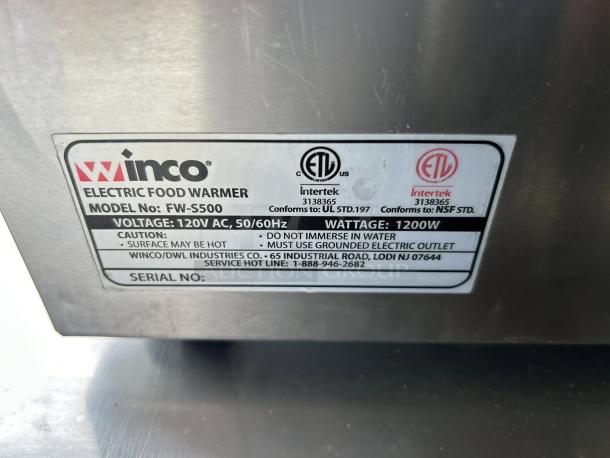 Winco®
ELECTRIC FOOD WARMER
MODEL No: FW-S500
C ETL US
Intertek
3138365
Conforms to: UL STD.197
ETL
Intertek
3138365
Conforms to: NSF STD.
VOLTAGE: 120V AC, 50/60Hz WATTAGE: 1200W
CAUTION: • DO NOT IMMERSE IN WATER
• SURFACE MAY BE HOT • MUST USE GROUNDED ELECTRIC OUTLET
WINCO/DWL INDUSTRIES CO. • 65 INDUSTRIAL ROAD, LODI NJ 07644
SERVICE HOT LINE: 1-888-946-2682
SERIAL NO: